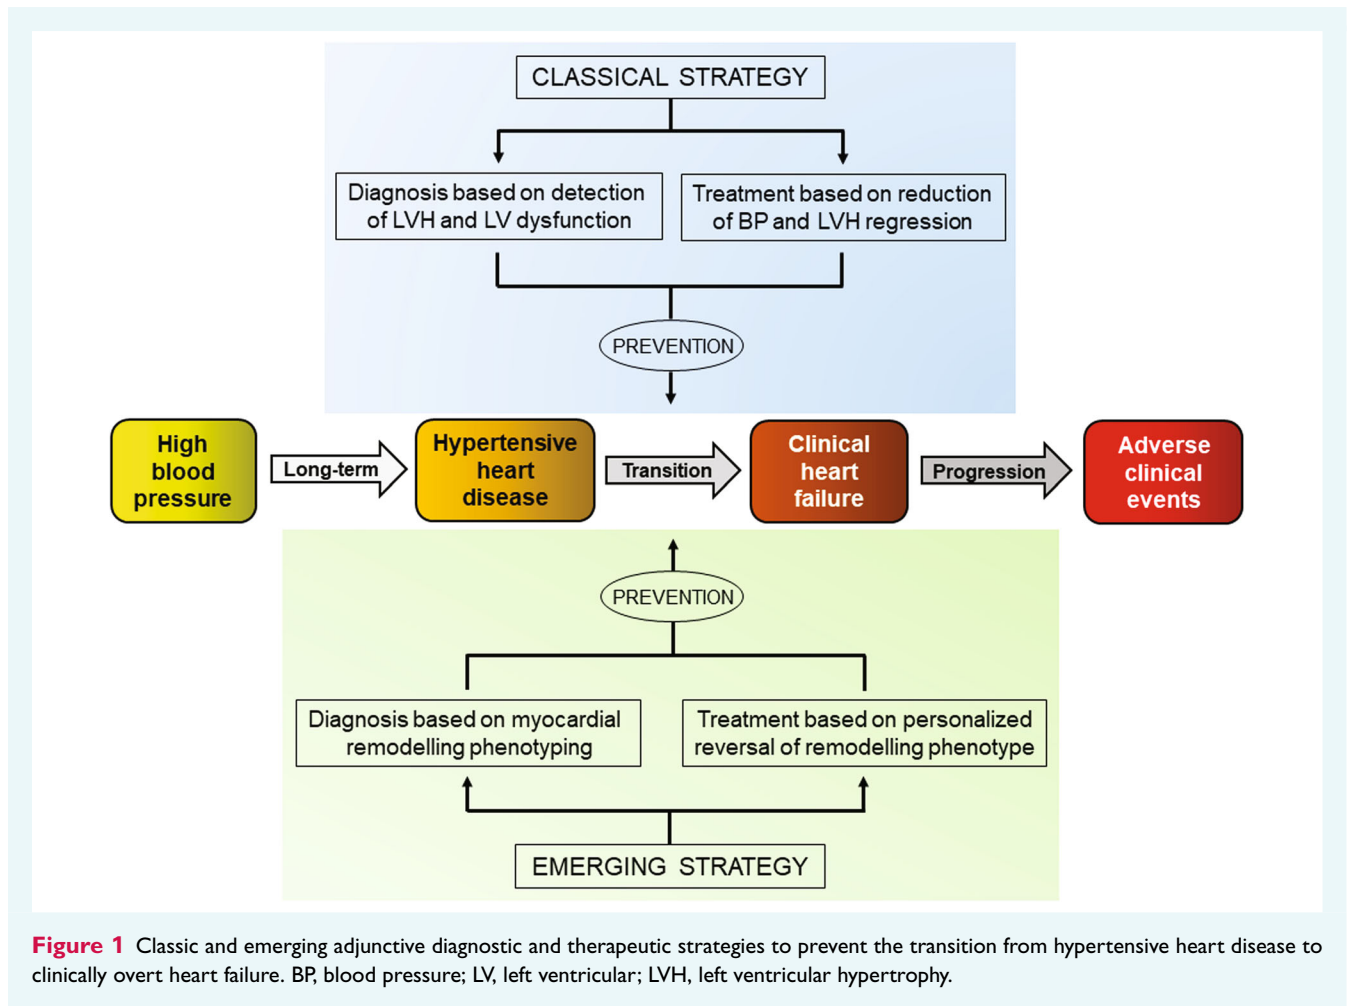 CLASSICAL STRATEGY
Diagnosis based on detection
of LVH and LV dysfunction
Treatment based on reduction
of BP and LVH regression
PREVENTION
High
blood
pressure
Long-term
Hypertensive
heart
disease
Transition
Clinical
heart
failure
Progression
Adverse
clinical
events
PREVENTION
Diagnosis based on myocardial
remodelling phenotyping
Treatment based on personalized
reversal of remodelling phenotype
EMERGING STRATEGY
Figure 1 Classic and emerging adjunctive diagnostic and therapeutic strategies to prevent the transition from hypertensive heart disease to
clinically overt heart failure. BP, blood pressure; LV, left ventricular; LVH, left ventricular hypertrophy.